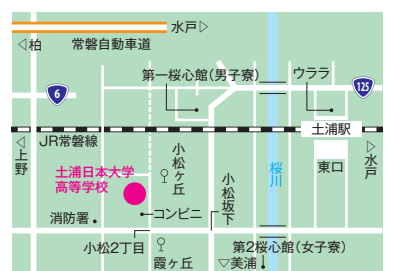 水戸▷
◁柏
常磐自動車道
6
第一桜心館(男子寮)
ウララ
125
土浦駅
JR常磐線
◁上野
土浦日本大学
高等学校
小松ヶ丘
小松坂下
桜川
東口
▷水戸
消防署
コンビニ
小松2丁目
霞ヶ丘
第2桜心館(女子寮)
▽美浦